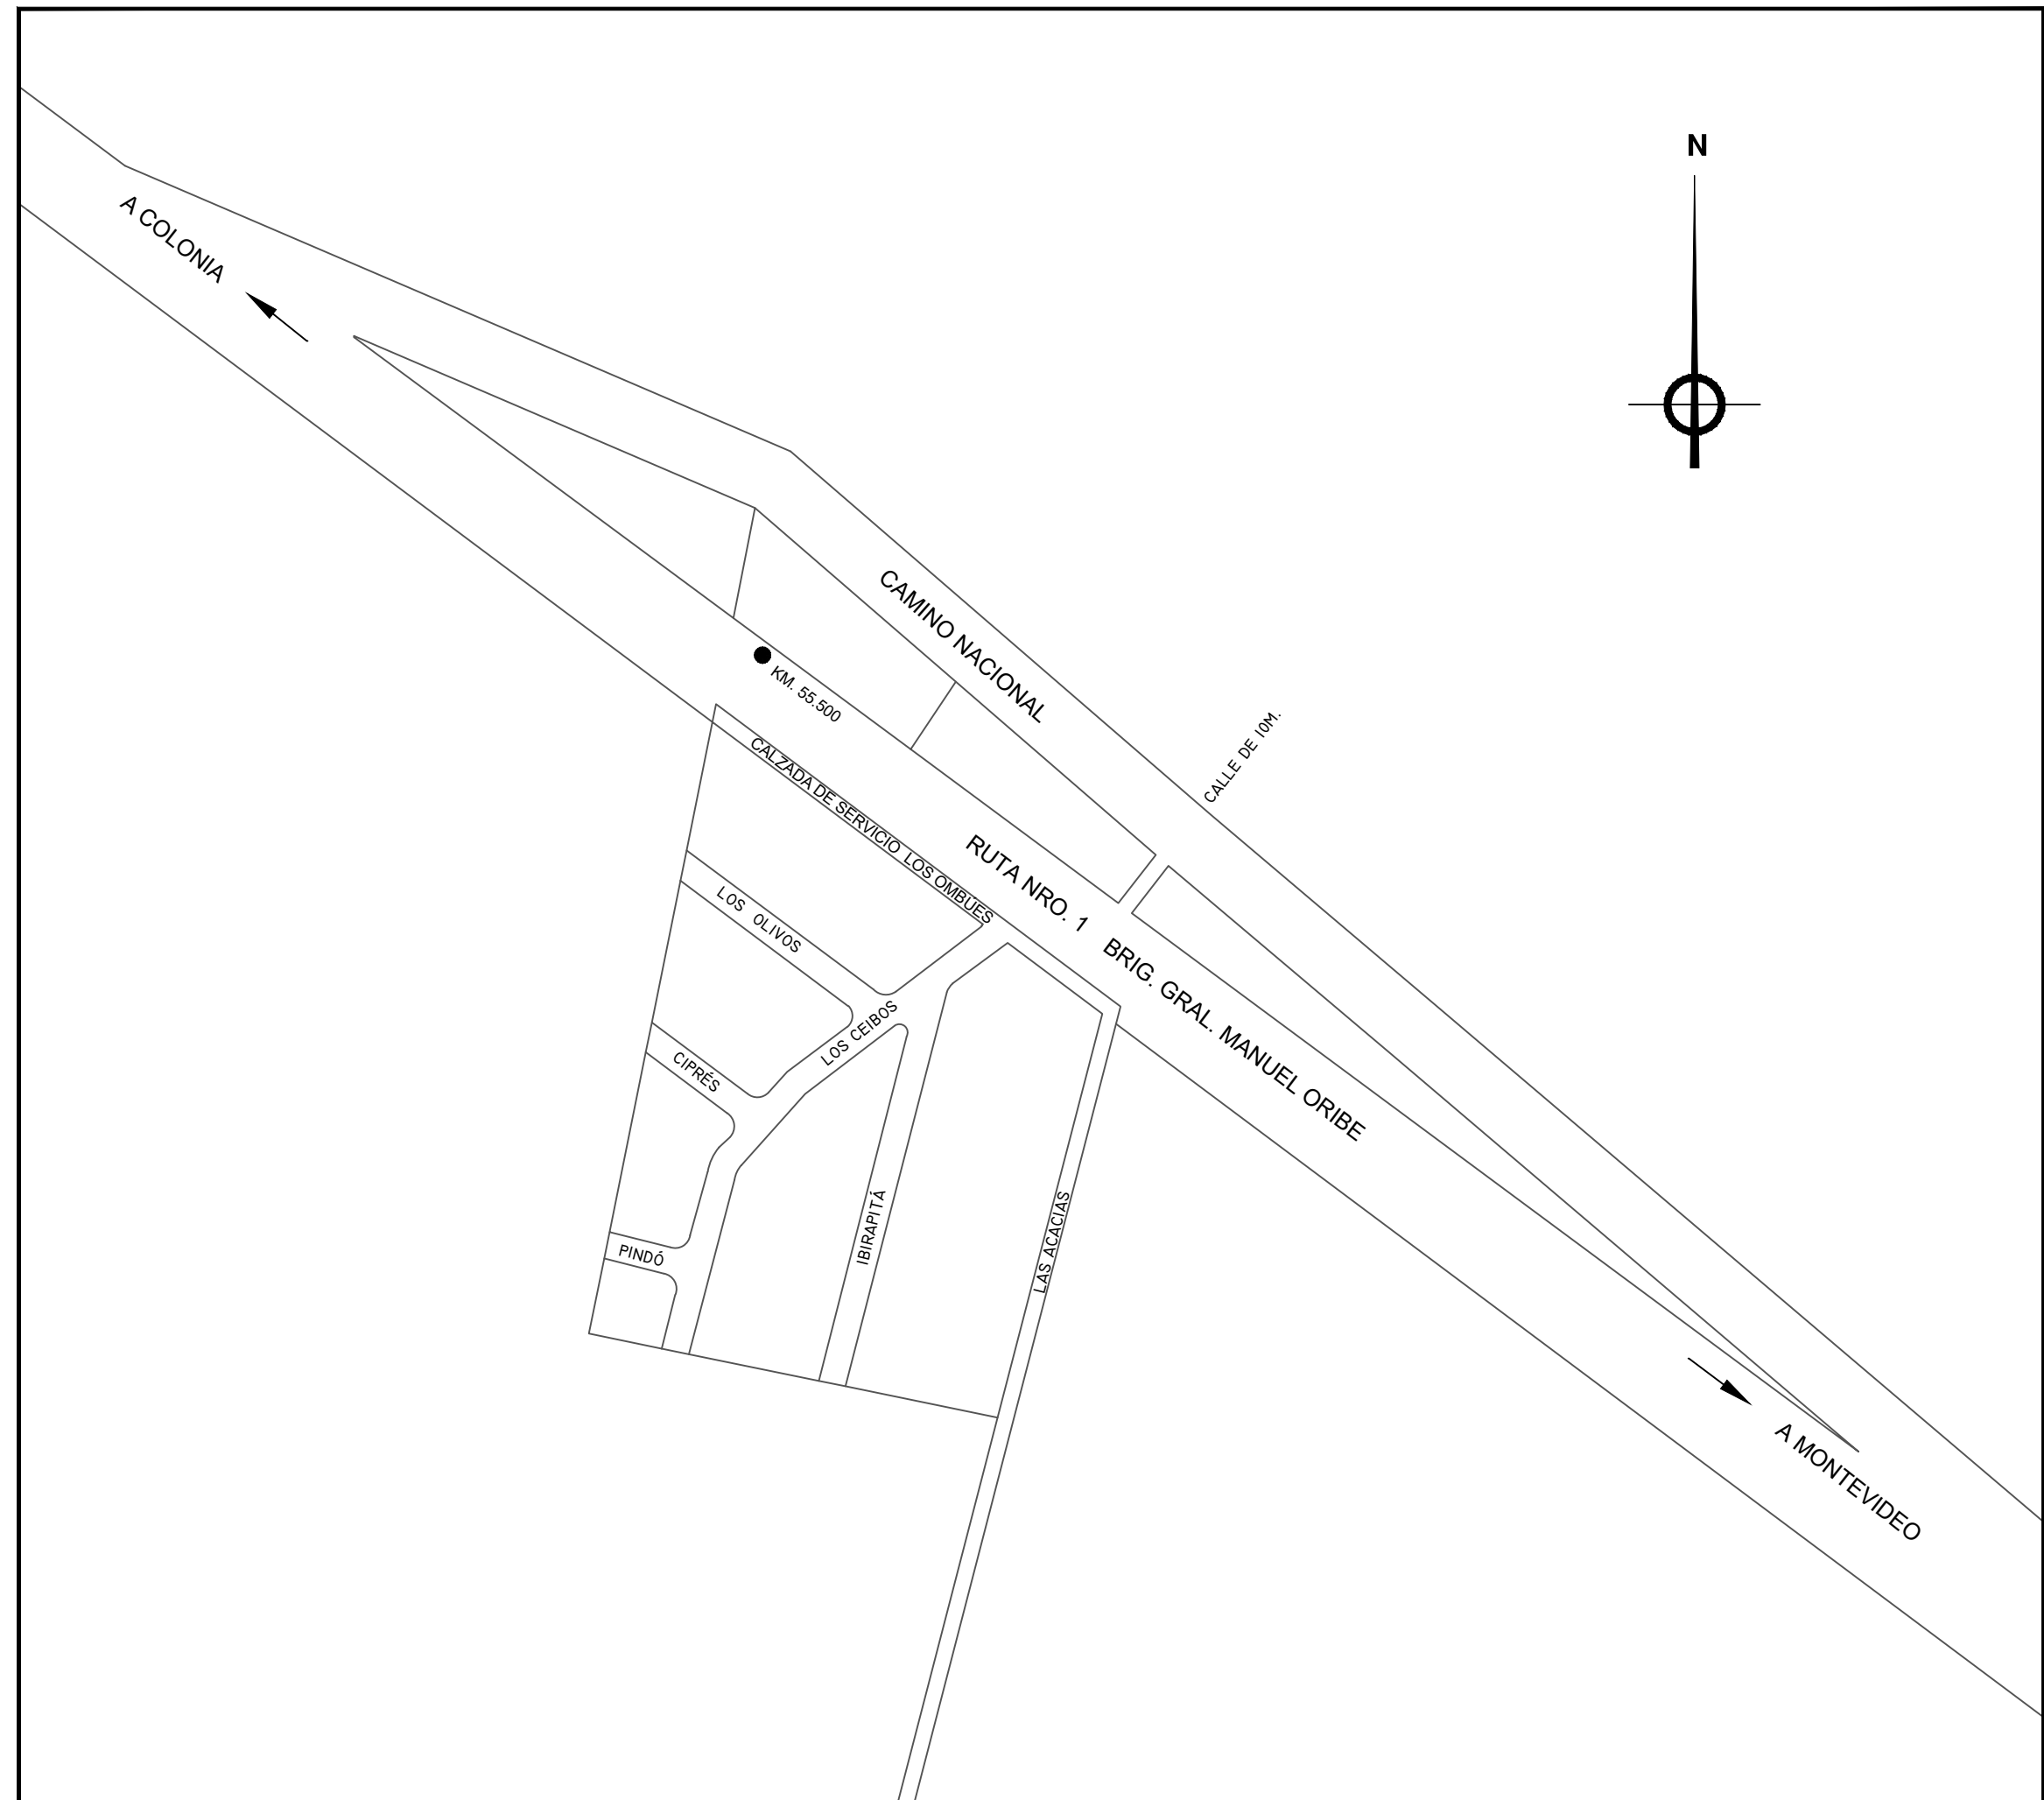 N
A COLONIA
CAMINO NACIONAL
KM. 55.500
CALLE DE 10M.
CALZADA DE SERVICIO LOS OMBÚES
RUTA NRO. 1 BRIG. GRAL. MANUEL ORIBE
LOS OLIVOS
LOS CEIBOS
CIPRÉS
IBIRAPITÁ
LAS ACACIAS
PINDÓ
A MONTEVIDEO